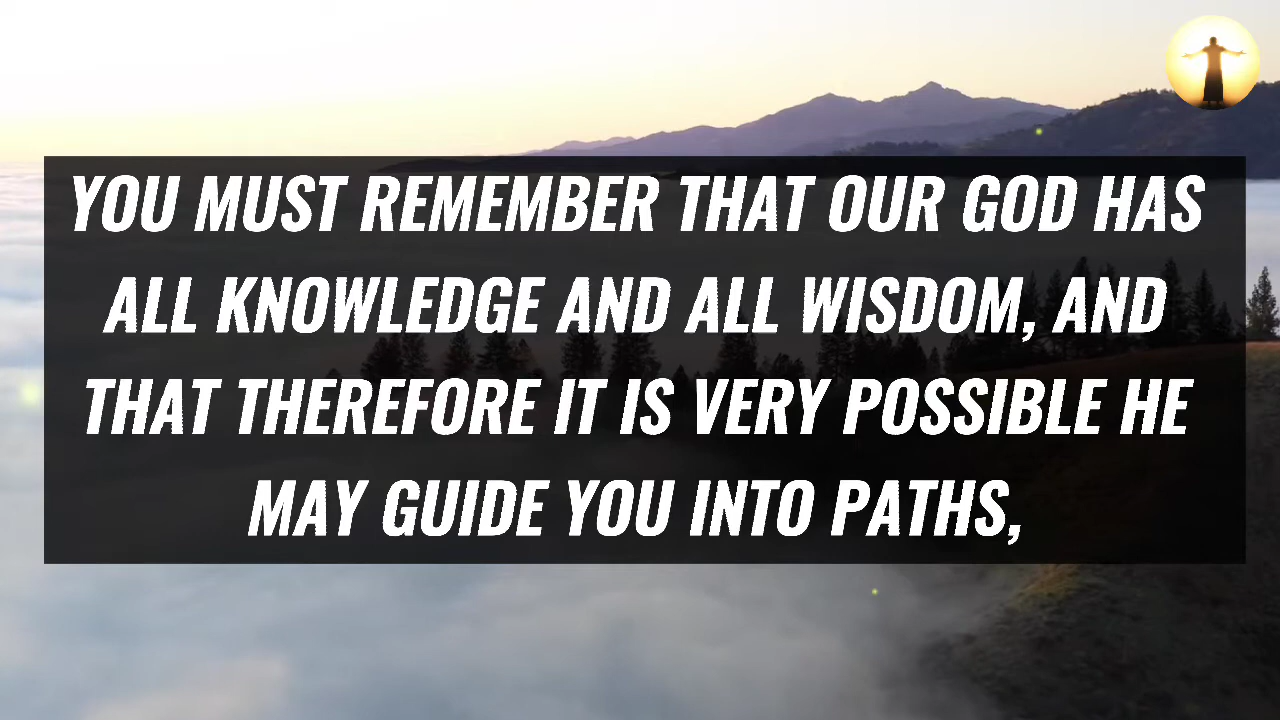 YOU MUST REMEMBER THAT OUR GOD HAS
ALL KNOWLEDGE AND ALL WISDOM, AND
THAT THEREFORE IT IS VERY POSSIBLE HE
MAY GUIDE YOU INTO PATHS,